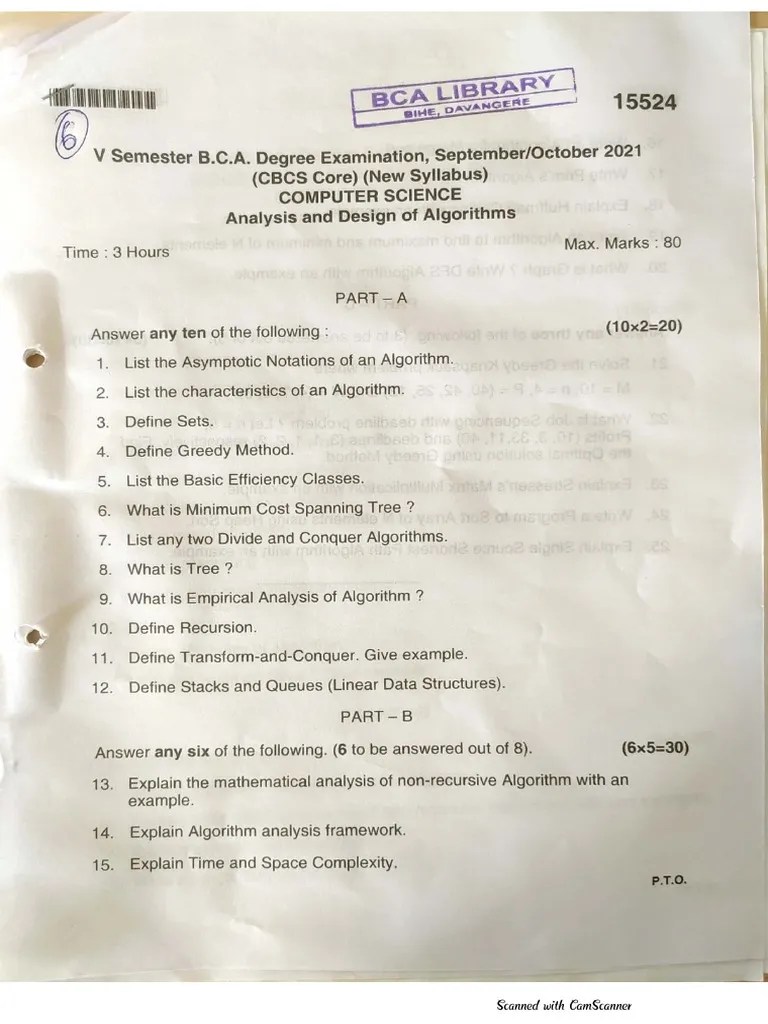 BCA LIBRARY
BIHE, DAVANGERE
15524
6
V Semester B.C.A. Degree Examination, September/October 2021
(CBCS Core) (New Syllabus)
COMPUTER SCIENCE
Analysis and Design of Algorithms
Time : 3 Hours Max. Marks : 80
PART – A
Answer any ten of the following : (10×2=20)
1. List the Asymptotic Notations of an Algorithm.
2. List the characteristics of an Algorithm.
3. Define Sets.
4. Define Greedy Method.
5. List the Basic Efficiency Classes.
6. What is Minimum Cost Spanning Tree ?
7. List any two Divide and Conquer Algorithms.
8. What is Tree ?
9. What is Empirical Analysis of Algorithm ?
10. Define Recursion.
11. Define Transform-and-Conquer. Give example.
12. Define Stacks and Queues (Linear Data Structures).
PART – B
Answer any six of the following. (6 to be answered out of 8). (6×5=30)
13. Explain the mathematical analysis of non-recursive Algorithm with an
example.
14. Explain Algorithm analysis framework.
15. Explain Time and Space Complexity.
P.T.O.
Scanned with CamScanner